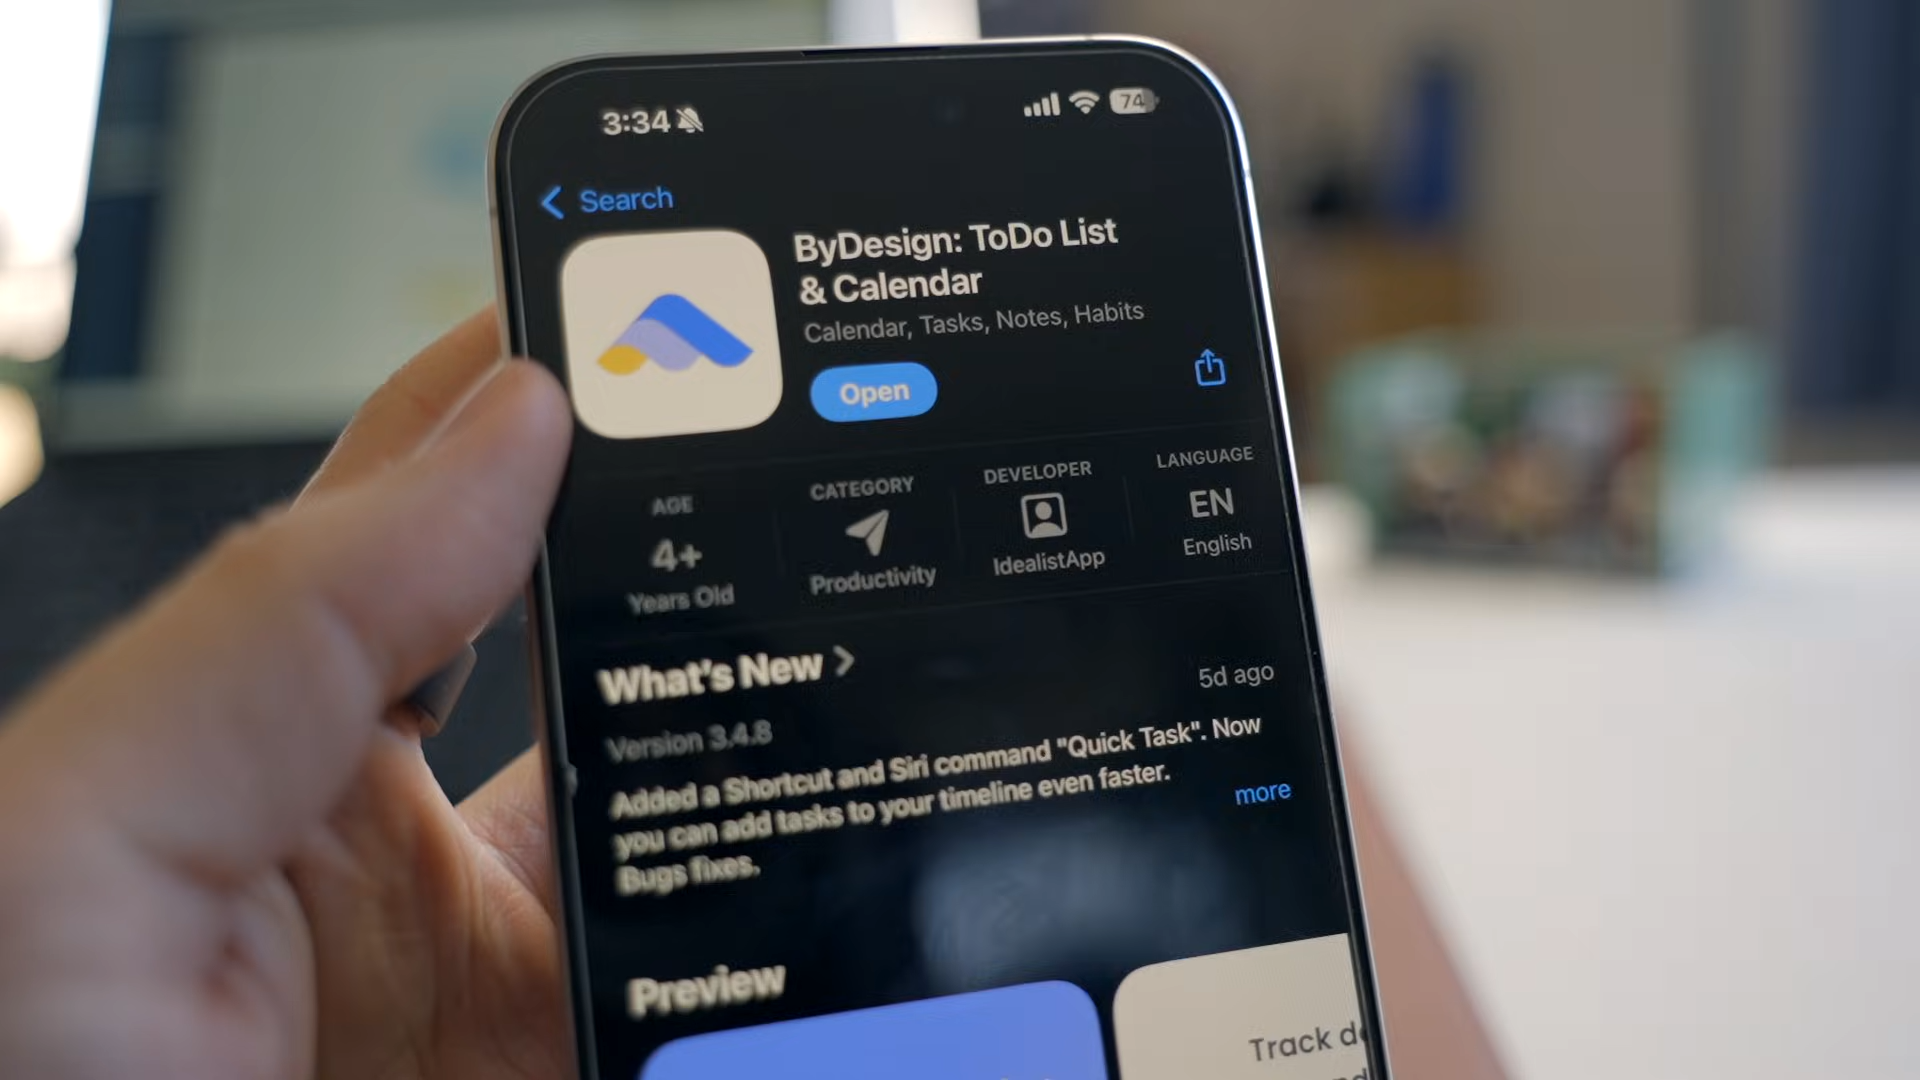 3:34
74
Search
ByDesign: ToDo List
& Calendar
Calendar, Tasks, Notes, Habits
Open
AGE
4+
Years Old
CATEGORY
Productivity
DEVELOPER
IdealistApp
LANGUAGE
EN
English
What's New
5d ago
Version 3.4.8
Added a Shortcut and Siri command "Quick Task". Now
you can add tasks to your timeline even faster.
Bugs fixes.
more
Preview
Track